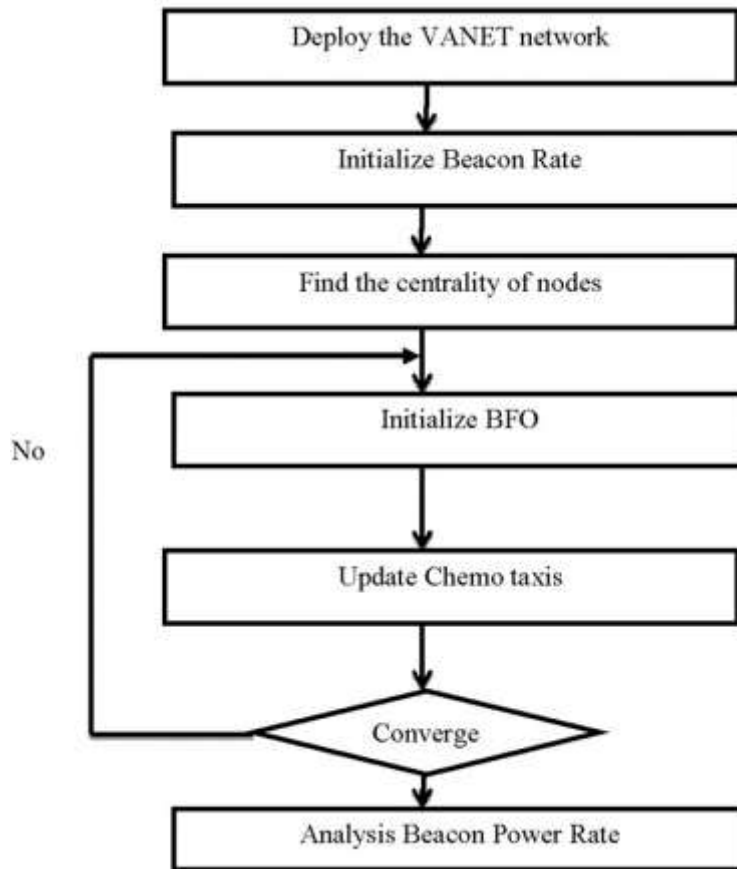 Deploy the VANET network
Initialize Beacon Rate
Find the centrality of nodes
Initialize BFO
No
Update Chemo taxis
Converge
Analysis Beacon Power Rate